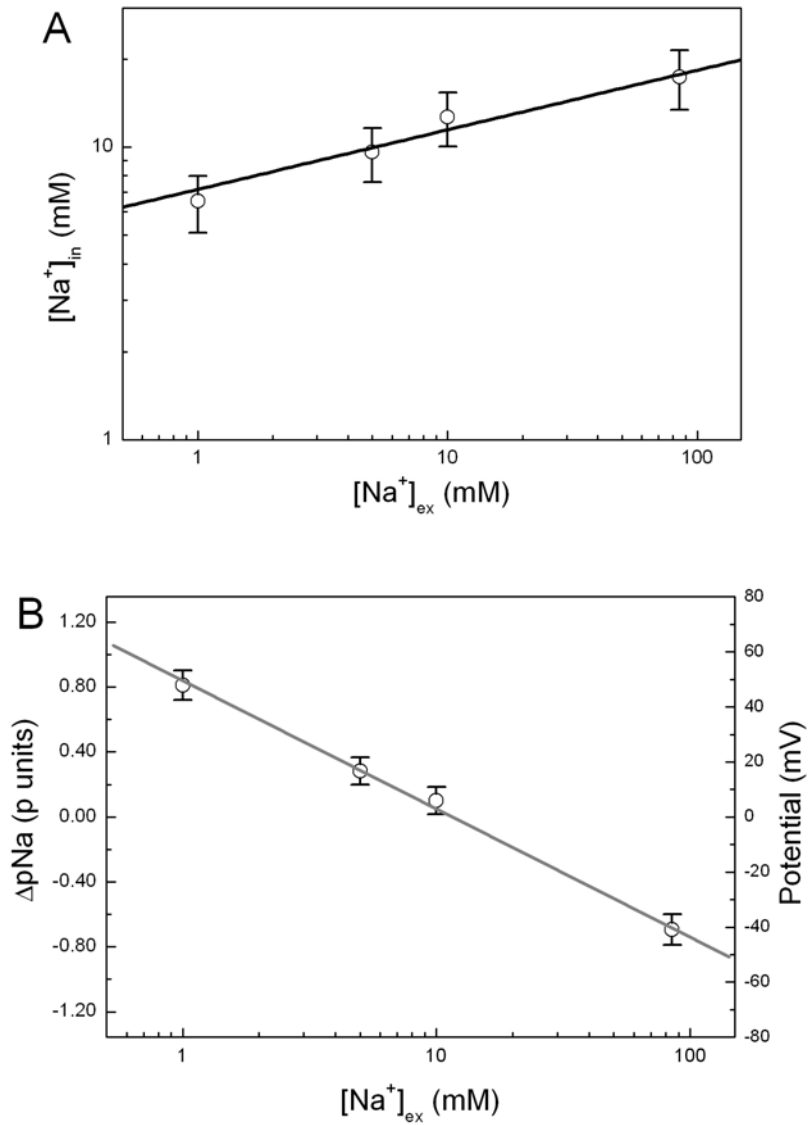 A
10
1
[Na+]in (mM)
1 10 100
[Na+]ex (mM)
B
1.20
0.80
0.40
0.00
-0.40
-0.80
-1.20
ΔpNa (p units)
80
60
40
20
0
-20
-40
-60
-80
Potential (mV)
1 10 100
[Na+]ex (mM)